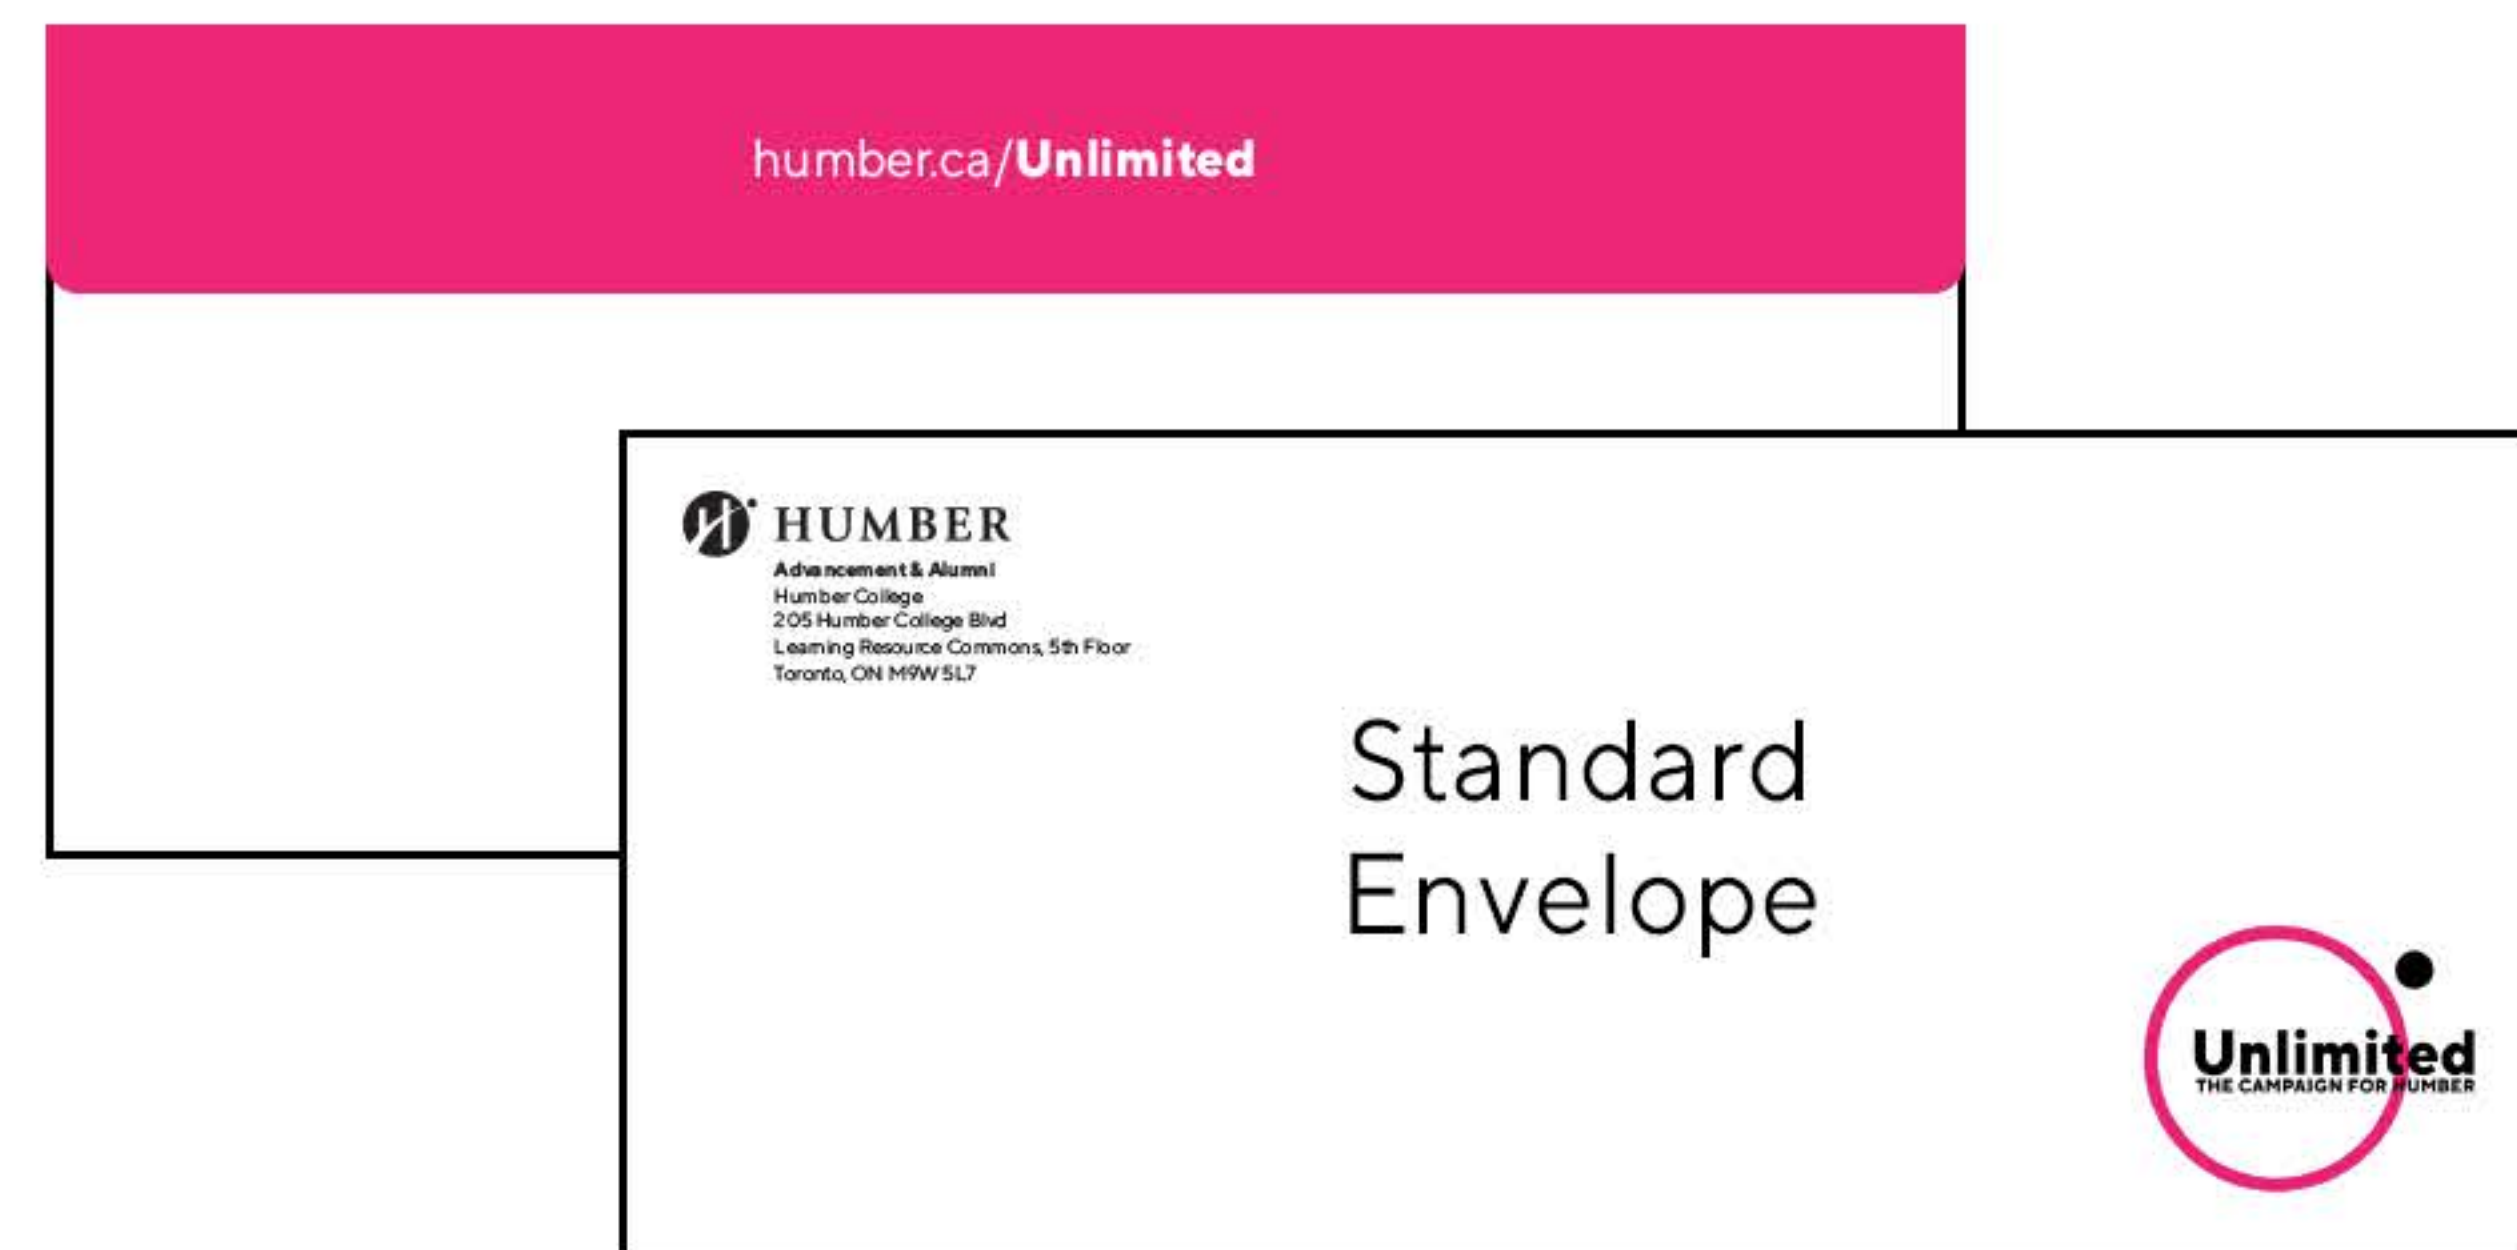 humber.ca/Unlimited
HUMBER
Advancement & Alumni
Humber College
205 Humber College Blvd
Learning Resource Commons, 5th Floor
Toronto, ON M9W 5L7
Standard
Envelope
Unlimited
THE CAMPAIGN FOR HUMBER